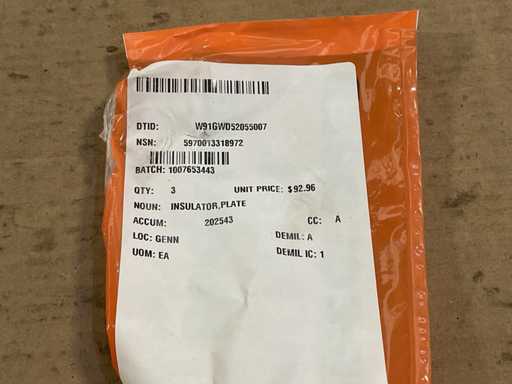 DTID: W91GWD52055007
NSN: 5970013318972
BATCH: 1007653443
QTY: 3 UNIT PRICE: $92.96
NOUN: INSULATOR,PLATE
ACCUM: 202543 CC: A
LOC: GENN DEMIL: A
UOM: EA DEMIL IC: 1